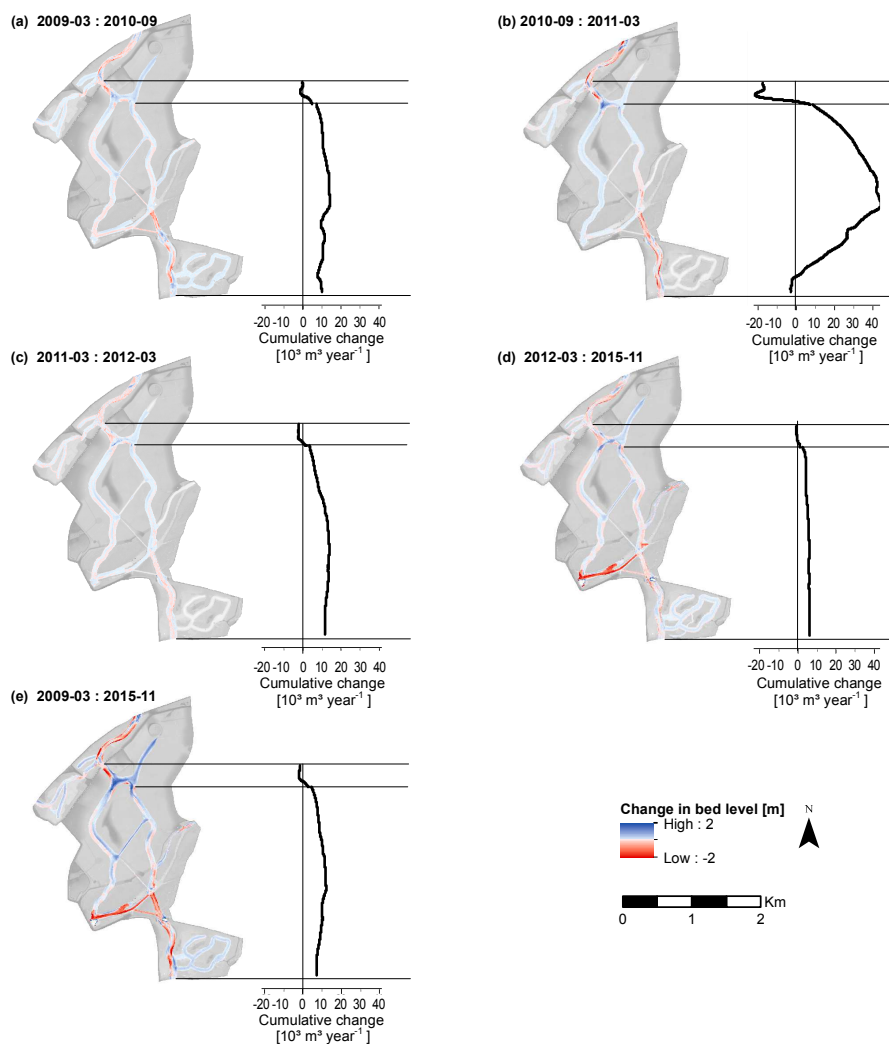 (a) 2009-03 : 2010-09
(b) 2010-09 : 2011-03
-20 -10 0 10 20 30 40
Cumulative change
[10³ m³ year⁻¹ ]
-20 -10 0 10 20 30 40
Cumulative change
[10³ m³ year⁻¹ ]
(c) 2011-03 : 2012-03
(d) 2012-03 : 2015-11
-20 -10 0 10 20 30 40
Cumulative change
[10³ m³ year⁻¹ ]
-20 -10 0 10 20 30 40
Cumulative change
[10³ m³ year⁻¹ ]
(e) 2009-03 : 2015-11
-20 -10 0 10 20 30 40
Cumulative change
[10³ m³ year⁻¹ ]
Change in bed level [m]
High : 2
Low : -2
N
Km
0 1 2